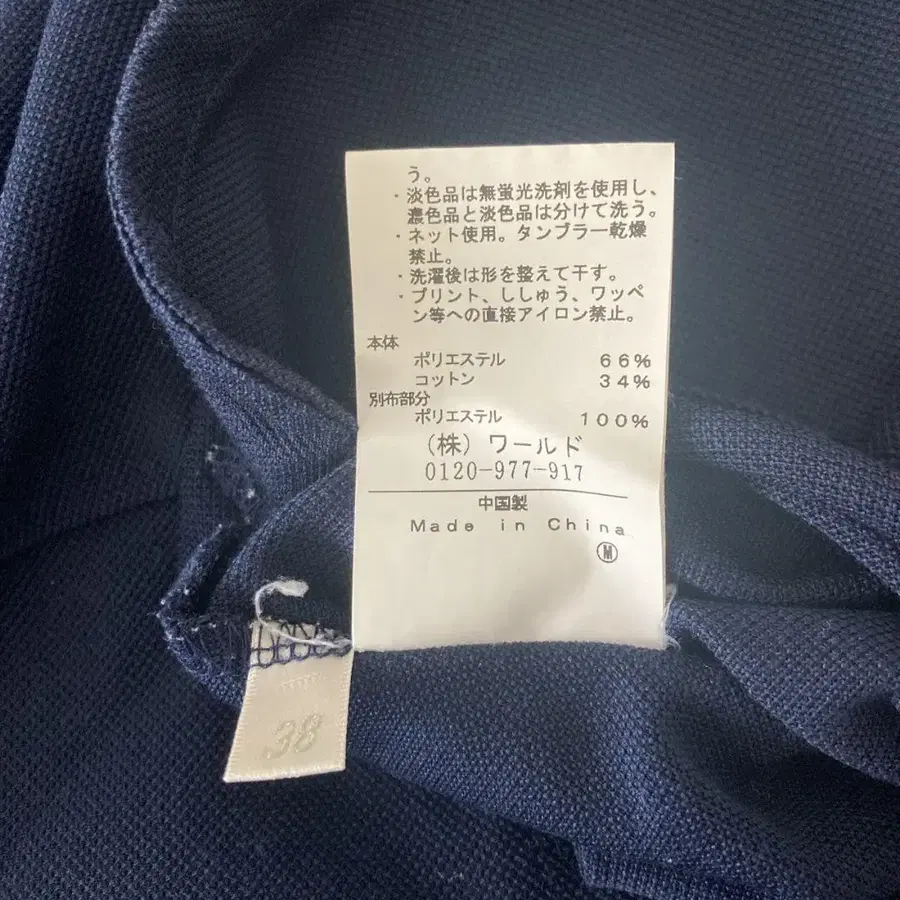 う。
・淡色品は無蛍光洗剤を使用し、
濃色品と淡色品は分けて洗う。
・ネット使用。タンブラー乾燥
禁止。
・洗濯後は形を整えて干す。
・プリント、ししゅう、ワッペ
ン等への直接アイロン禁止。
本体
ポリエステル 66%
コットン 34%
別布部分
ポリエステル 100%
(株)ワールド
0120-977-917
中国製
Made in China
Ⓜ
38